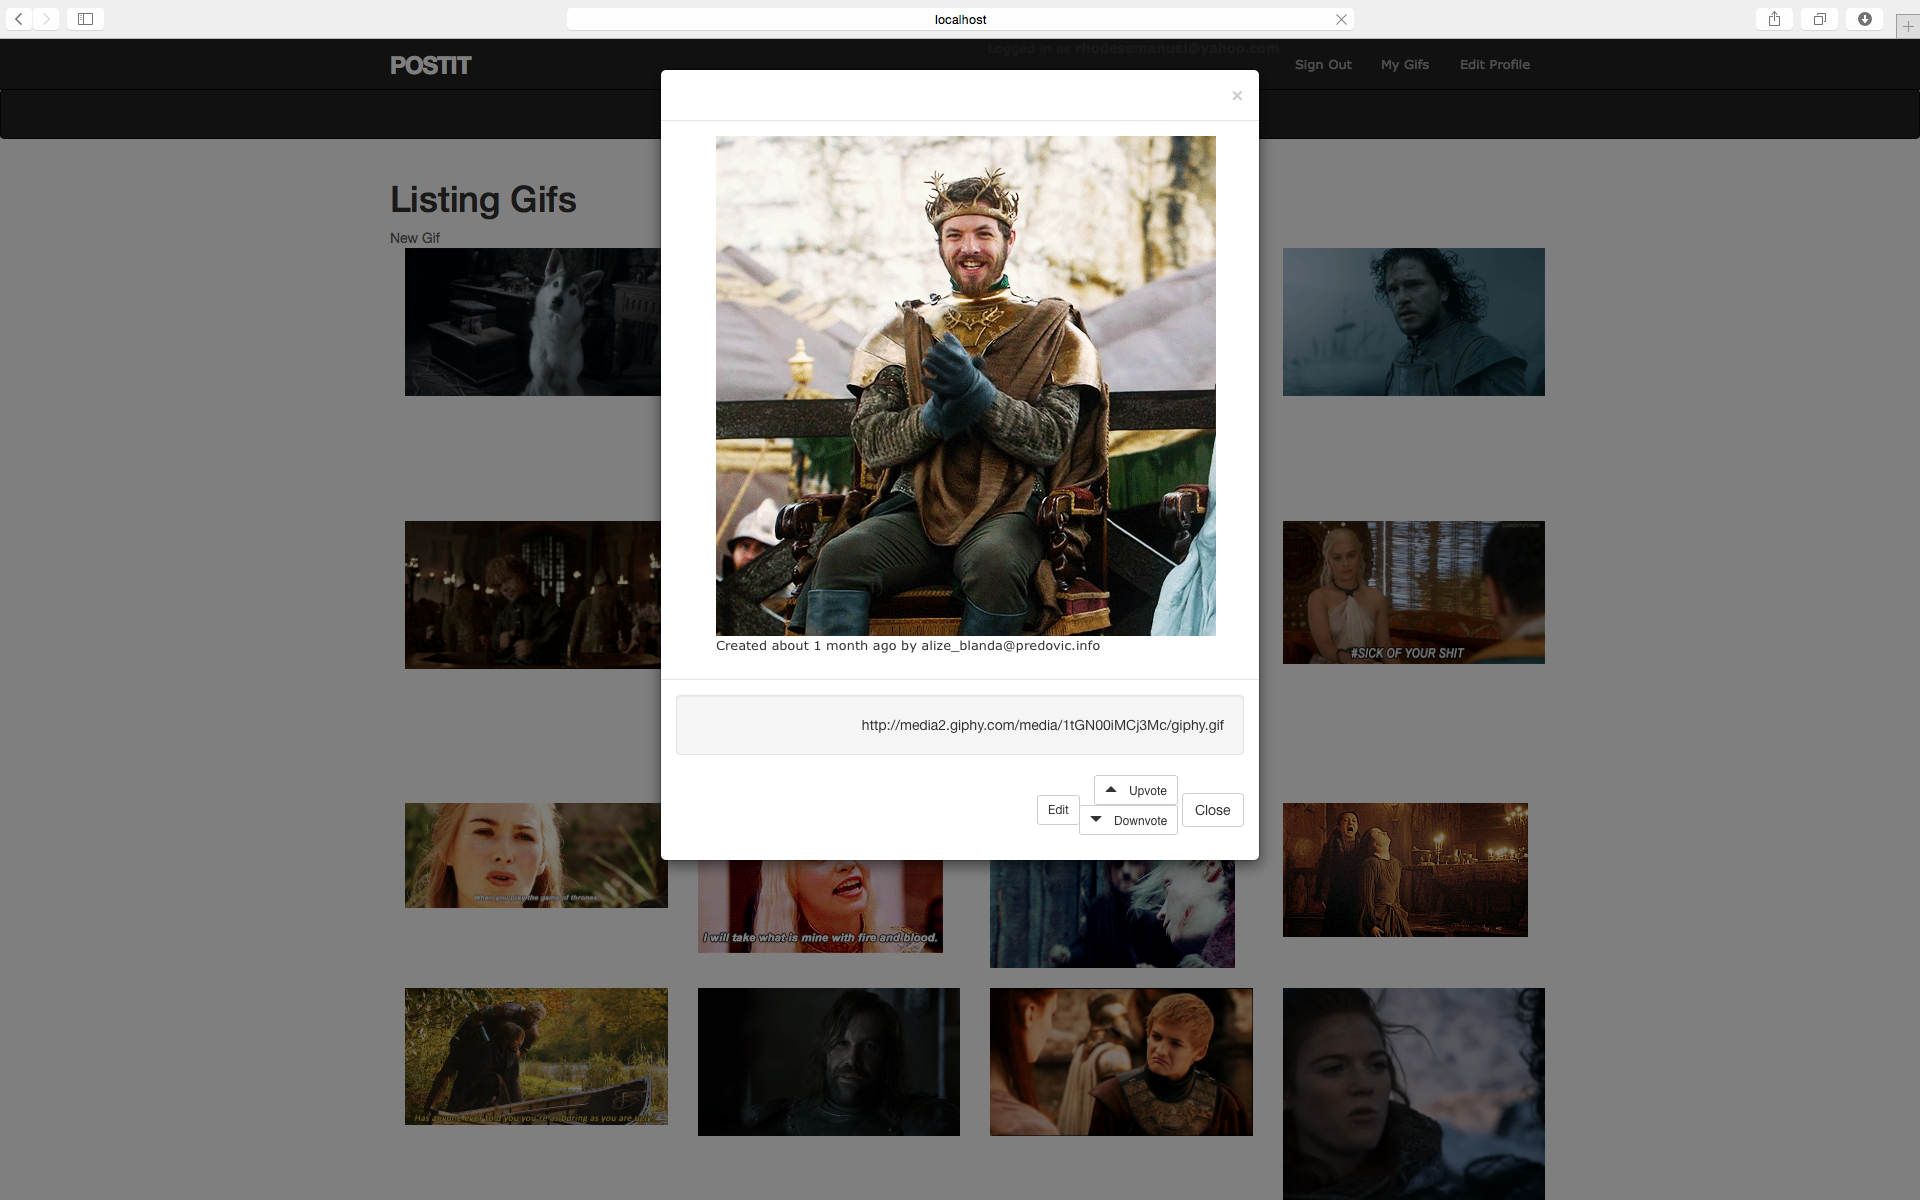 localhost
Logged in as rhodesemanuel@yahoo.com
POSTIT
Sign Out My Gifs Edit Profile
×
Listing Gifs
New Gif
#SICK OF YOUR SHIT
Created about 1 month ago by alize_blanda@predovic.info
http://media2.giphy.com/media/1tGN00iMCj3Mc/giphy.gif
Upvote
Edit
Close
Downvote
When you play the game of thrones
I will take what is mine with fire and blood.
Has anyone ever told you you're as boring as you are ugly?